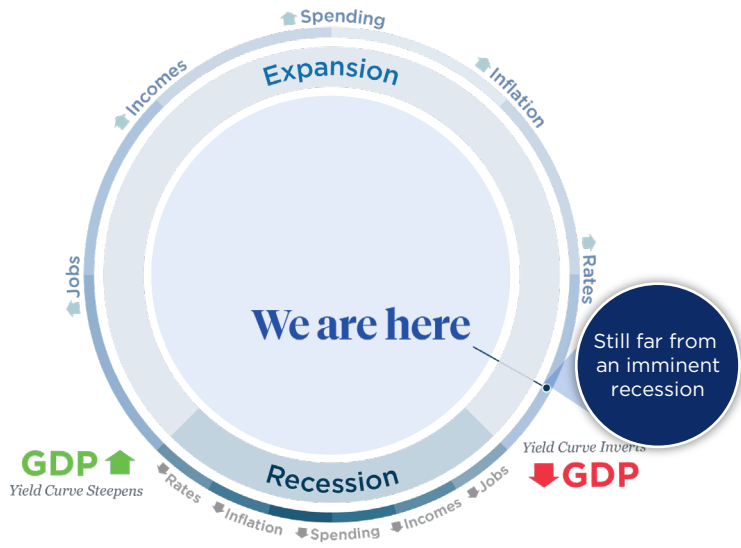 Spending
Expansion
Incomes
Inflation
Jobs
Rates
We are here
Still far from
an imminent
recession
Yield Curve Inverts
GDP
GDP
Yield Curve Steepens
Recession
Rates
Inflation
Spending
Incomes
Jobs